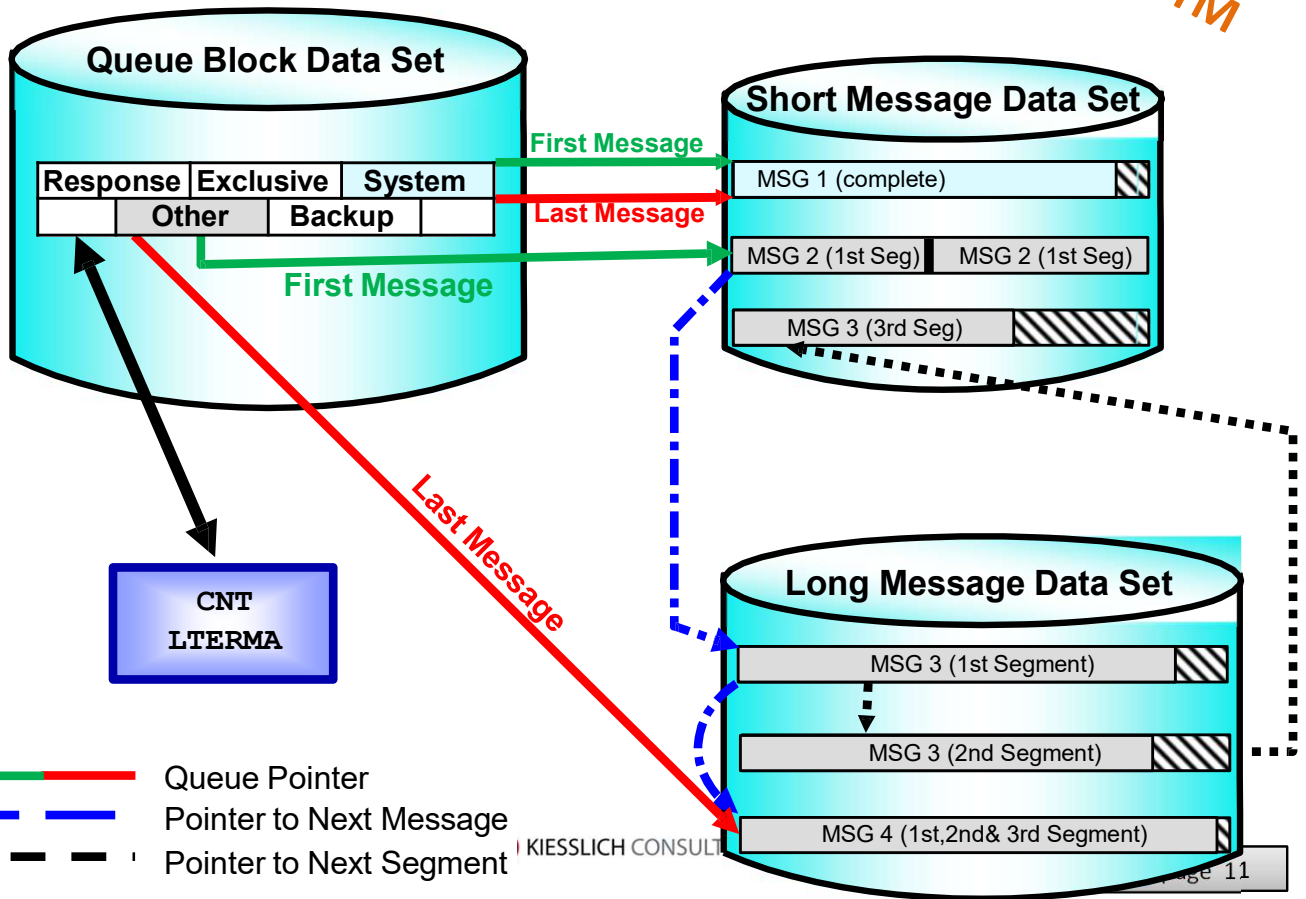 TM
Queue Block Data Set
Short Message Data Set
First Message
Response Exclusive System
MSG 1 (complete)
Last Message
Other Backup
MSG 2 (1st Seg) MSG 2 (1st Seg)
First Message
MSG 3 (3rd Seg)
Last Message
CNT
LTERMA
Long Message Data Set
MSG 3 (1st Segment)
MSG 3 (2nd Segment)
MSG 4 (1st,2nd& 3rd Segment)
Queue Pointer
Pointer to Next Message
Pointer to Next Segment
KIESSLICH CONSULT
11